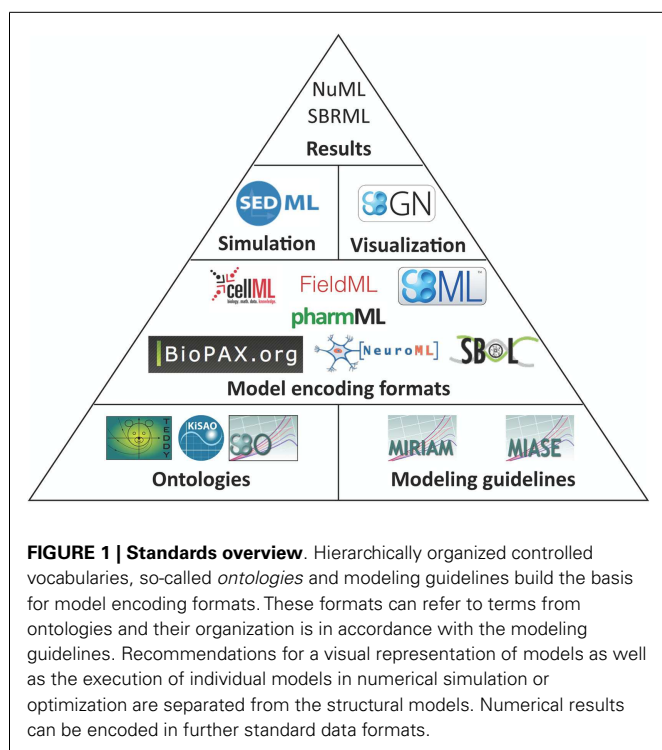 NuML
SBRML
Results
SED ML
SBGN
Simulation
Visualization
cellML
biology, math, data, knowledge.
FieldML
SBML™
pharmML
BioPAX.org
[NeuroML]
SBOL
Model encoding formats
TEDDY
KiSAO
SBO
MIRIAM
MIASE
Ontologies
Modeling guidelines
FIGURE 1 | Standards overview. Hierarchically organized controlled
vocabularies, so-called ontologies and modeling guidelines build the basis
for model encoding formats. These formats can refer to terms from
ontologies and their organization is in accordance with the modeling
guidelines. Recommendations for a visual representation of models as well
as the execution of individual models in numerical simulation or
optimization are separated from the structural models. Numerical results
can be encoded in further standard data formats.